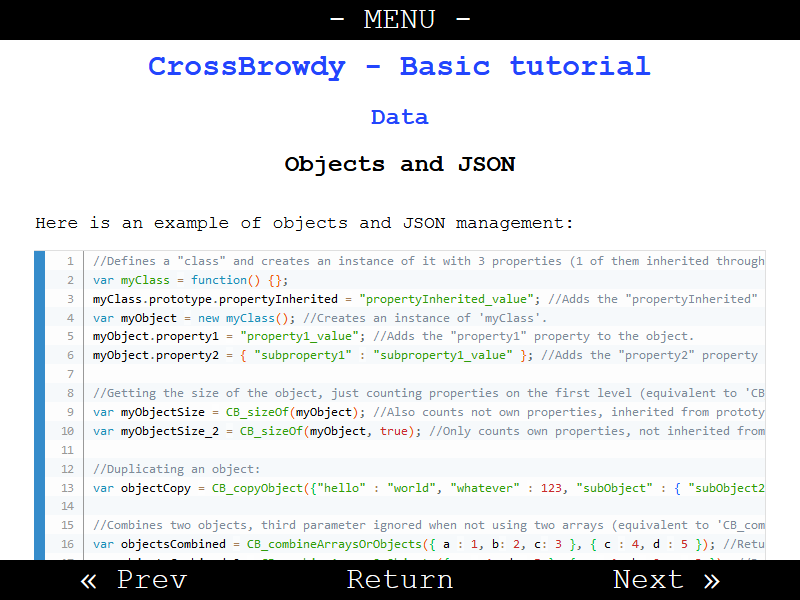 - MENU -
CrossBrowdy - Basic tutorial
Data
Objects and JSON
Here is an example of objects and JSON management:
1 //Defines a "class" and creates an instance of it with 3 properties (1 of them inherited through
2 var myClass = function() {};
3 myClass.prototype.propertyInherited = "propertyInherited_value"; //Adds the "propertyInherited"
4 var myObject = new myClass(); //Creates an instance of 'myClass'.
5 myObject.property1 = "property1_value"; //Adds the "property1" property to the object.
6 myObject.property2 = { "subproperty1" : "subproperty1_value" }; //Adds the "property2" property
7
8 //Getting the size of the object, just counting properties on the first level (equivalent to 'CB
9 var myObjectSize = CB_sizeOf(myObject); //Also counts not own properties, inherited from prototy
10 var myObjectSize_2 = CB_sizeOf(myObject, true); //Only counts own properties, not inherited from
11
12 //Duplicating an object:
13 var objectCopy = CB_copyObject({"hello" : "world", "whatever" : 123, "subObject" : { "subObject2
14
15 //Combines two objects, third parameter ignored when not using two arrays (equivalent to 'CB_com
16 var objectsCombined = CB_combineArraysOrObjects({ a : 1, b: 2, c: 3 }, { c : 4, d : 5 }); //Retu
« Prev Return Next »